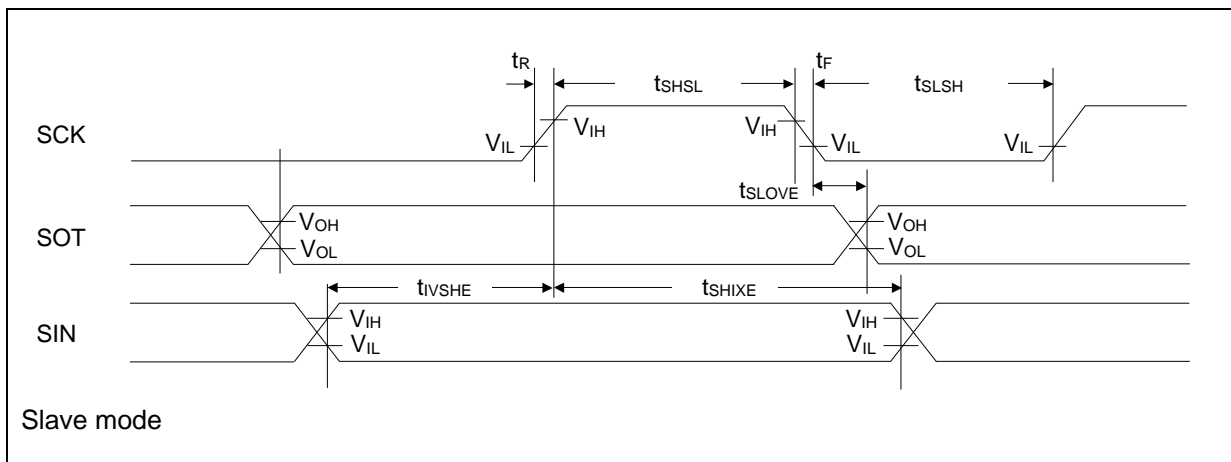 tR tSHSL tF tSLSH
SCK VIL VIH VIH VIL VIL
tSLOVE
SOT VOH VOL VOH VOL
tIVSHE tSHIXE
SIN VIH VIL VIH VIL
Slave mode